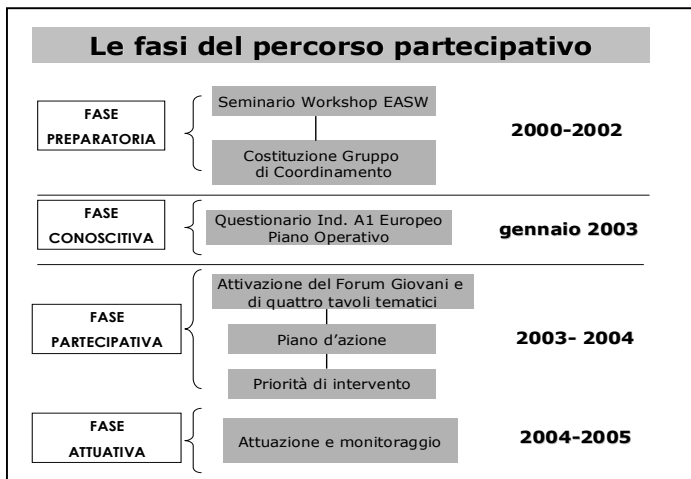 Le fasi del percorso partecipativo
FASE
PREPARATORIA
Seminario Workshop EASW
Costituzione Gruppo
di Coordinamento
2000-2002
FASE
CONOSCITIVA
Questionario Ind. A1 Europeo
Piano Operativo
gennaio 2003
FASE
PARTECIPATIVA
Attivazione del Forum Giovani e
di quattro tavoli tematici
Piano d'azione
Priorità di intervento
2003- 2004
FASE
ATTUATIVA
Attuazione e monitoraggio
2004-2005